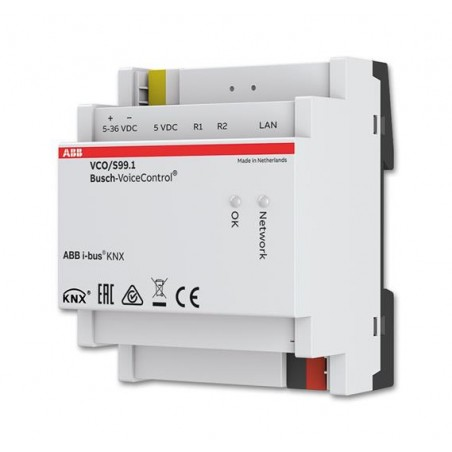 + −
5-36 VDC 5 VDC R1 R2 LAN
ABB
Made in Netherlands
VCO/S99.1
Busch-VoiceControl®
OK
Network
ABB i-bus® KNX
KNX® EAC CE